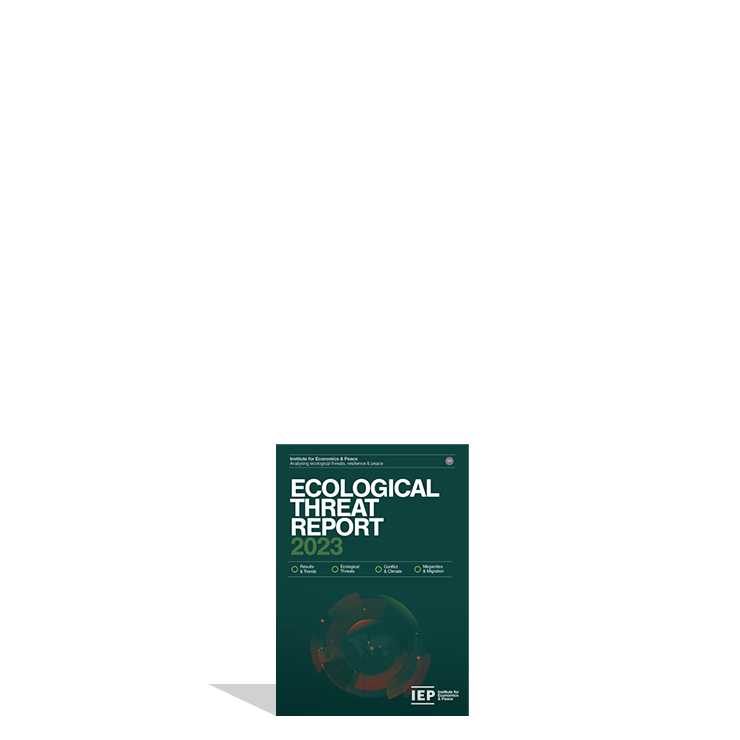 Institute for Economics & Peace
Analysing ecological threats, resilience & peace
ECOLOGICAL
THREAT
REPORT
2023
Results
& Trends
Ecological
Threats
Conflict
& Climate
Megacities
& Migration
IEP
Institute for
Economics
& Peace